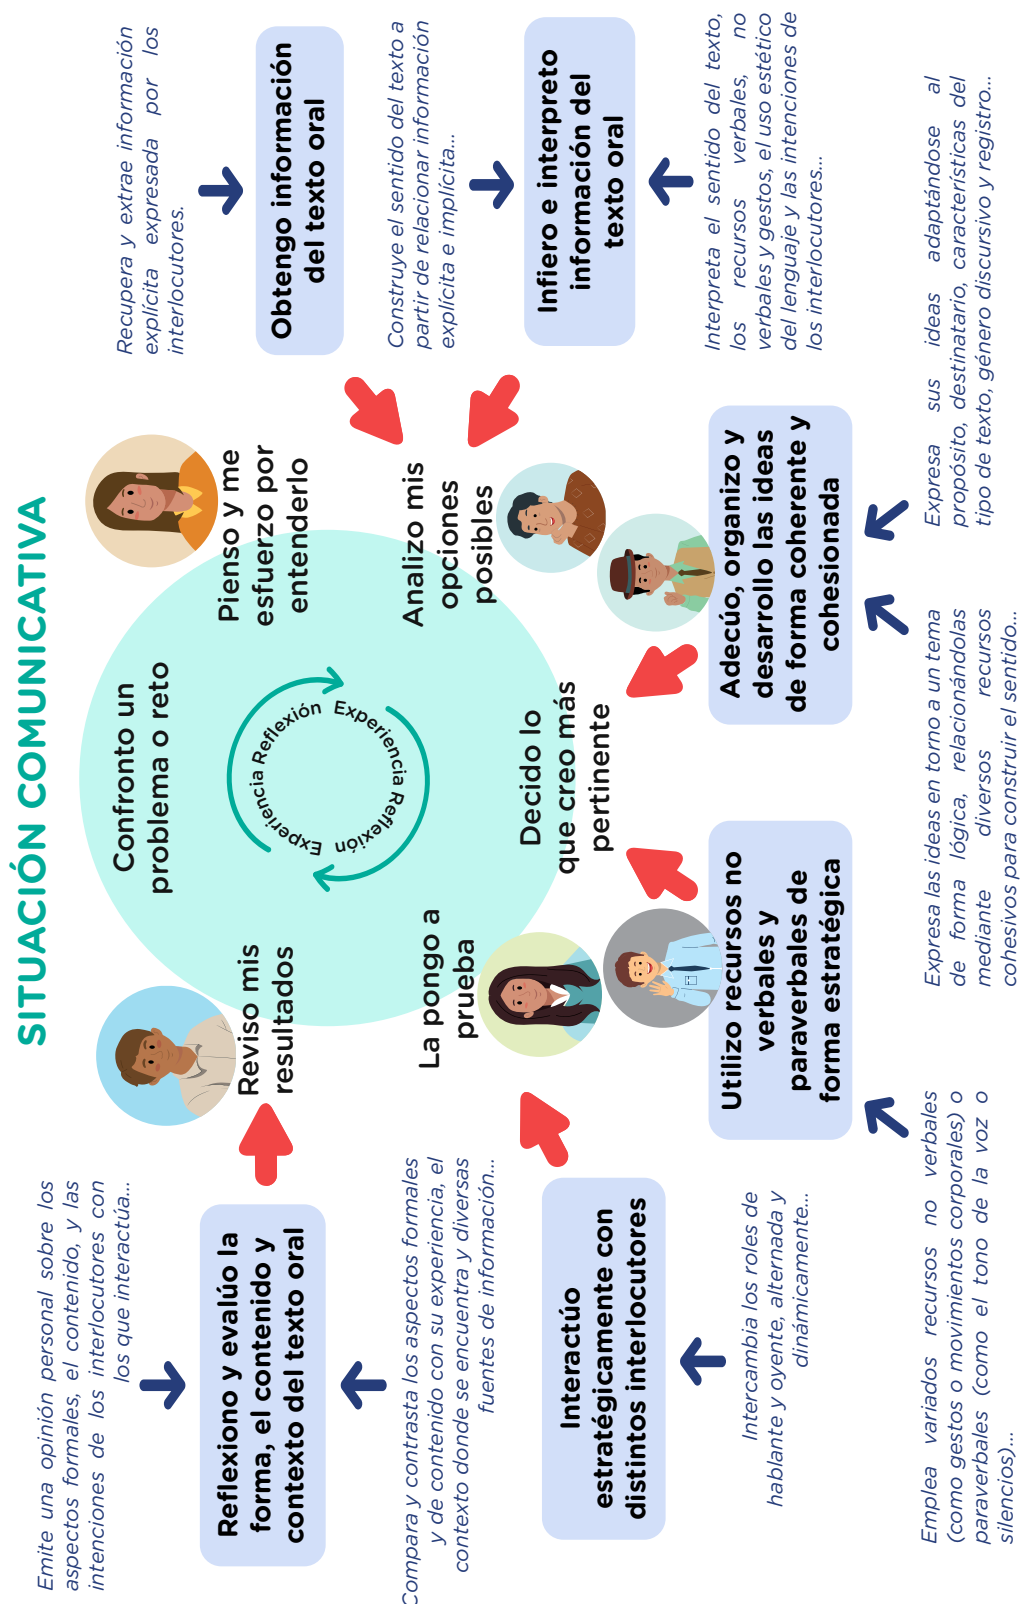 SITUACIÓN COMUNICATIVA
Emite una opinión personal sobre los
aspectos formales, el contenido, y las
intenciones de los interlocutores con
los que interactúa...
Reflexiono y evalúo la
forma, el contenido y
contexto del texto oral
Compara y contrasta los aspectos formales
y de contenido con su experiencia, el
contexto donde se encuentra y diversas
fuentes de información...
Interactúo
estratégicamente con
distintos interlocutores
Intercambia los roles de
hablante y oyente, alternada y
dinámicamente...
Confronto un
problema o reto
Pienso y me
esfuerzo por
entenderlo
Analizo mis
opciones
posibles
Decido lo
que creo más
pertinente
La pongo a
prueba
Reviso mis
resultados
Experiencia Reflexión
Experiencia Reflexión
Recupera y extrae información
explícita expresada por los
interlocutores.
Obtengo información
del texto oral
Construye el sentido del texto a
partir de relacionar información
explícita e implícita...
Infiero e interpreto
información del
texto oral
Interpreta el sentido del texto,
los recursos verbales, no
verbales y gestos, el uso estético
del lenguaje y las intenciones de
los interlocutores...
Utilizo recursos no
verbales y
paraverbales de
forma estratégica
Adecúo, organizo y
desarrollo las ideas
de forma coherente y
cohesionada
Emplea variados recursos no verbales
(como gestos o movimientos corporales) o
paraverbales (como el tono de la voz o
silencios)...
Expresa las ideas en torno a un tema
de forma lógica, relacionándolas
mediante diversos recursos
cohesivos para construir el sentido...
Expresa sus ideas adaptándose al
propósito, destinatario, características del
tipo de texto, género discursivo y registro...